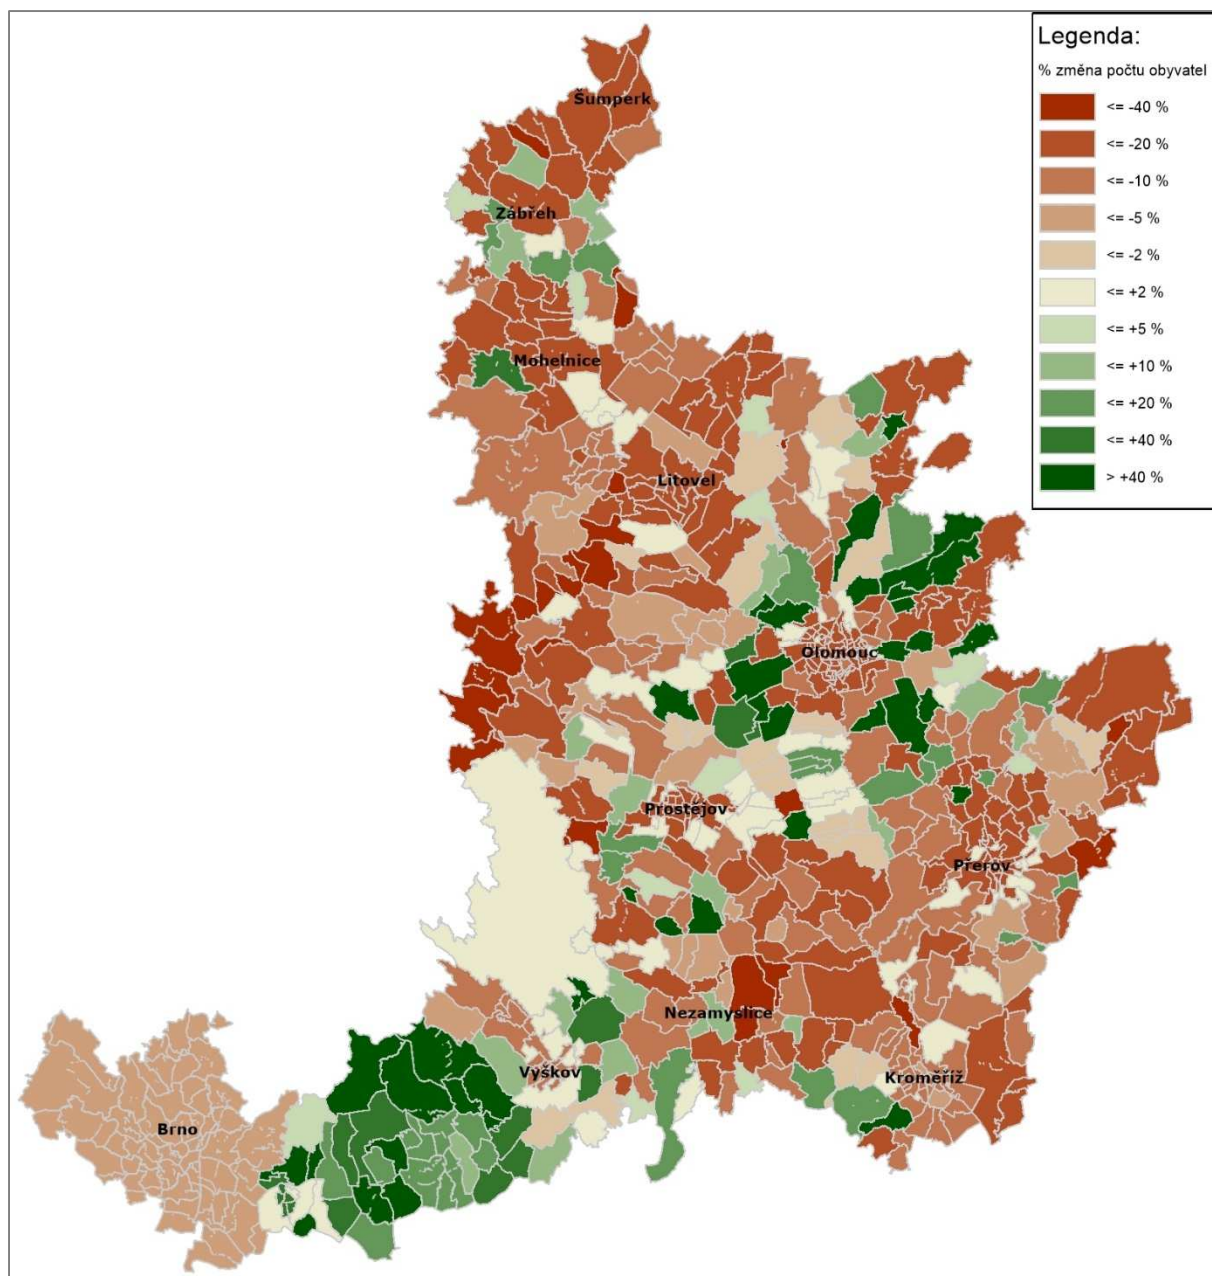 Legenda:
% změna počtu obyvatel
<= -40 %
<= -20 %
<= -10 %
<= -5 %
<= -2 %
<= +2 %
<= +5 %
<= +10 %
<= +20 %
<= +40 %
> +40 %
Šumperk
Zábřeh
Mohelnice
Litovel
Olomouc
Prostějov
Přerov
Nezamyslice
Vyškov
Kroměříž
Brno